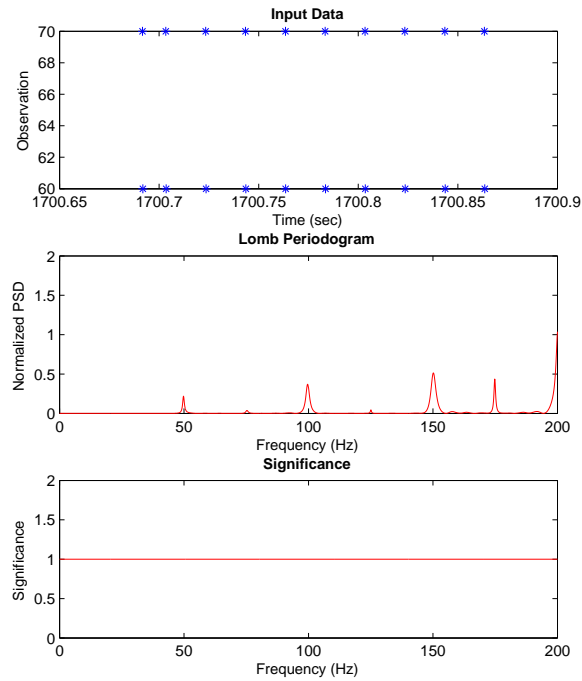 Input Data
70
68
66
64
62
60
Observation
1700.65 1700.7 1700.75 1700.8 1700.85 1700.9
Time (sec)
Lomb Periodogram
2
1.5
1
0.5
0
Normalized PSD
0 50 100 150 200
Frequency (Hz)
Significance
2
1.5
1
0.5
0
Significance
0 50 100 150 200
Frequency (Hz)